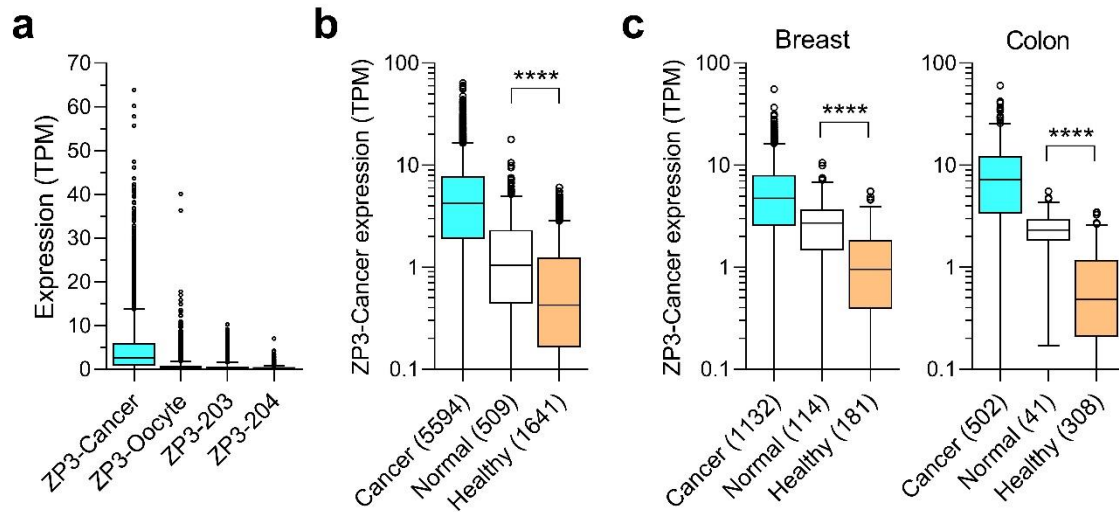 a
70
60
50
40
30
20
10
5
0
Expression (TPM)
ZP3-Cancer
ZP3-Oocyte
ZP3-203
ZP3-204
b
100
10
1
0.1
ZP3-Cancer expression (TPM)
****
Cancer (5594)
Normal (509)
Healthy (1641)
c
Breast
100
10
1
0.1
ZP3-Cancer expression (TPM)
****
Cancer (1132)
Normal (114)
Healthy (181)
Colon
100
10
1
0.1
****
Cancer (502)
Normal (41)
Healthy (308)